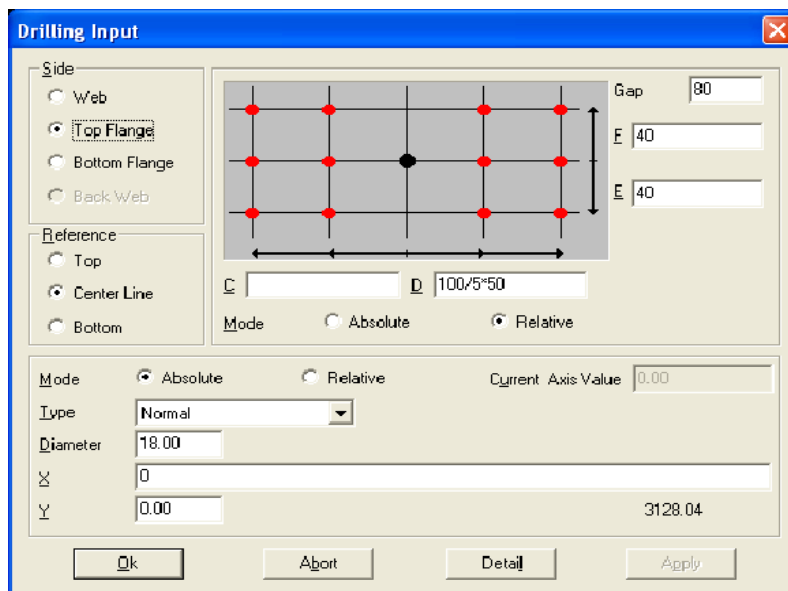 Drilling Input
Side
Web
Top Flange
Bottom Flange
Back Web
Reference
Top
Center Line
Bottom
Gap 80
F 40
E 40
C D 100/5*50
Mode Absolute Relative
Mode Absolute Relative Current Axis Value 0.00
Type Normal
Diameter 18.00
X 0
Y 0.00 3128.04
Ok Abort Detail Apply